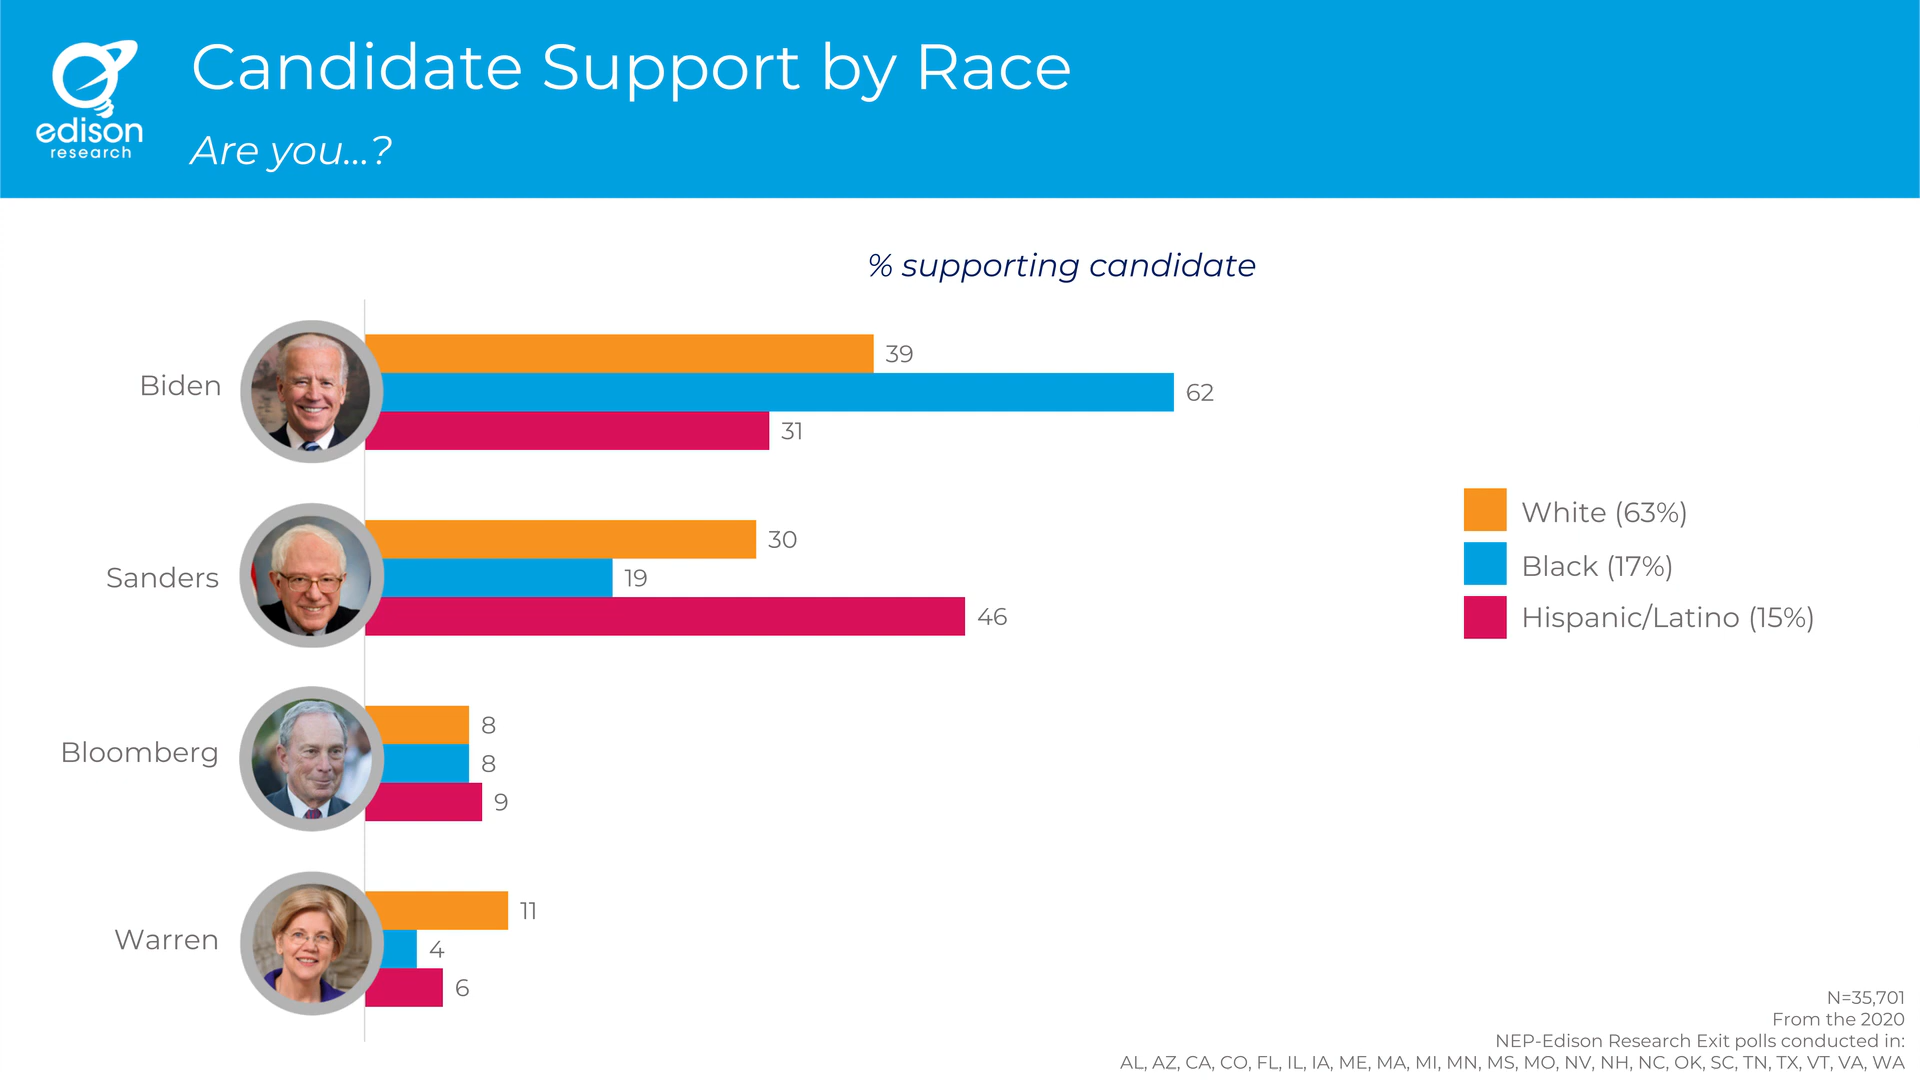 Candidate Support by Race
edison
research
Are you...?
% supporting candidate
Biden
39
62
31
Sanders
30
19
46
Bloomberg
8
8
9
Warren
11
4
6
White (63%)
Black (17%)
Hispanic/Latino (15%)
N=35,701
From the 2020
NEP-Edison Research Exit polls conducted in:
AL, AZ, CA, CO, FL, IL, IA, ME, MA, MI, MN, MS, MO, NV, NH, NC, OK, SC, TN, TX, VT, VA, WA